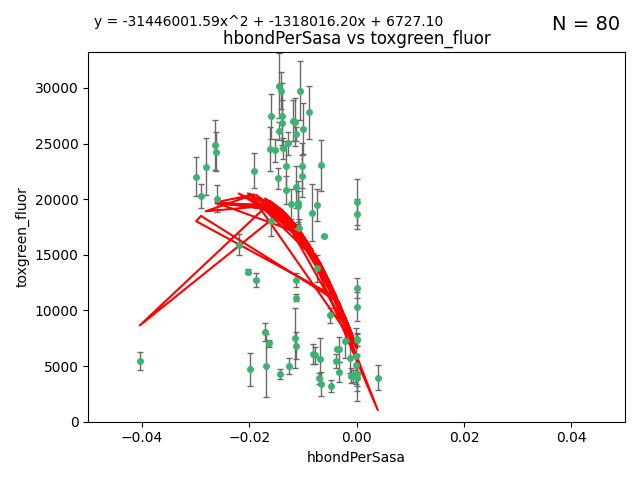 y = -31446001.59x^2 + -1318016.20x + 6727.10
N = 80
hbondPerSasa vs toxgreen_fluor
toxgreen_fluor
30000
25000
20000
15000
10000
5000
0
−0.04
−0.02
0.00
0.02
0.04
hbondPerSasa